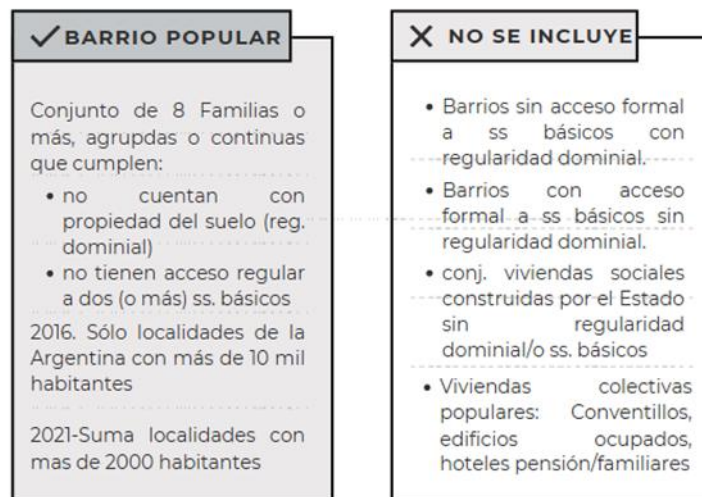 BARRIO POPULAR
Conjunto de 8 Familias o
más, agrupdas o continuas
que cumplen:
• no cuentan con
propiedad del suelo (reg.
dominial)
• no tienen acceso regular
a dos (o más) ss. básicos
2016. Sólo localidades de la
Argentina con más de 10 mil
habitantes
2021-Suma localidades con
mas de 2000 habitantes
NO SE INCLUYE
• Barrios sin acceso formal
a ss básicos con
regularidad dominial.
• Barrios con acceso
formal a ss básicos sin
regularidad dominial.
• conj. viviendas sociales
construidas por el Estado
sin regularidad
dominial/o ss. básicos
• Viviendas colectivas
populares: Conventillos,
edificios ocupados,
hoteles pensión/familiares